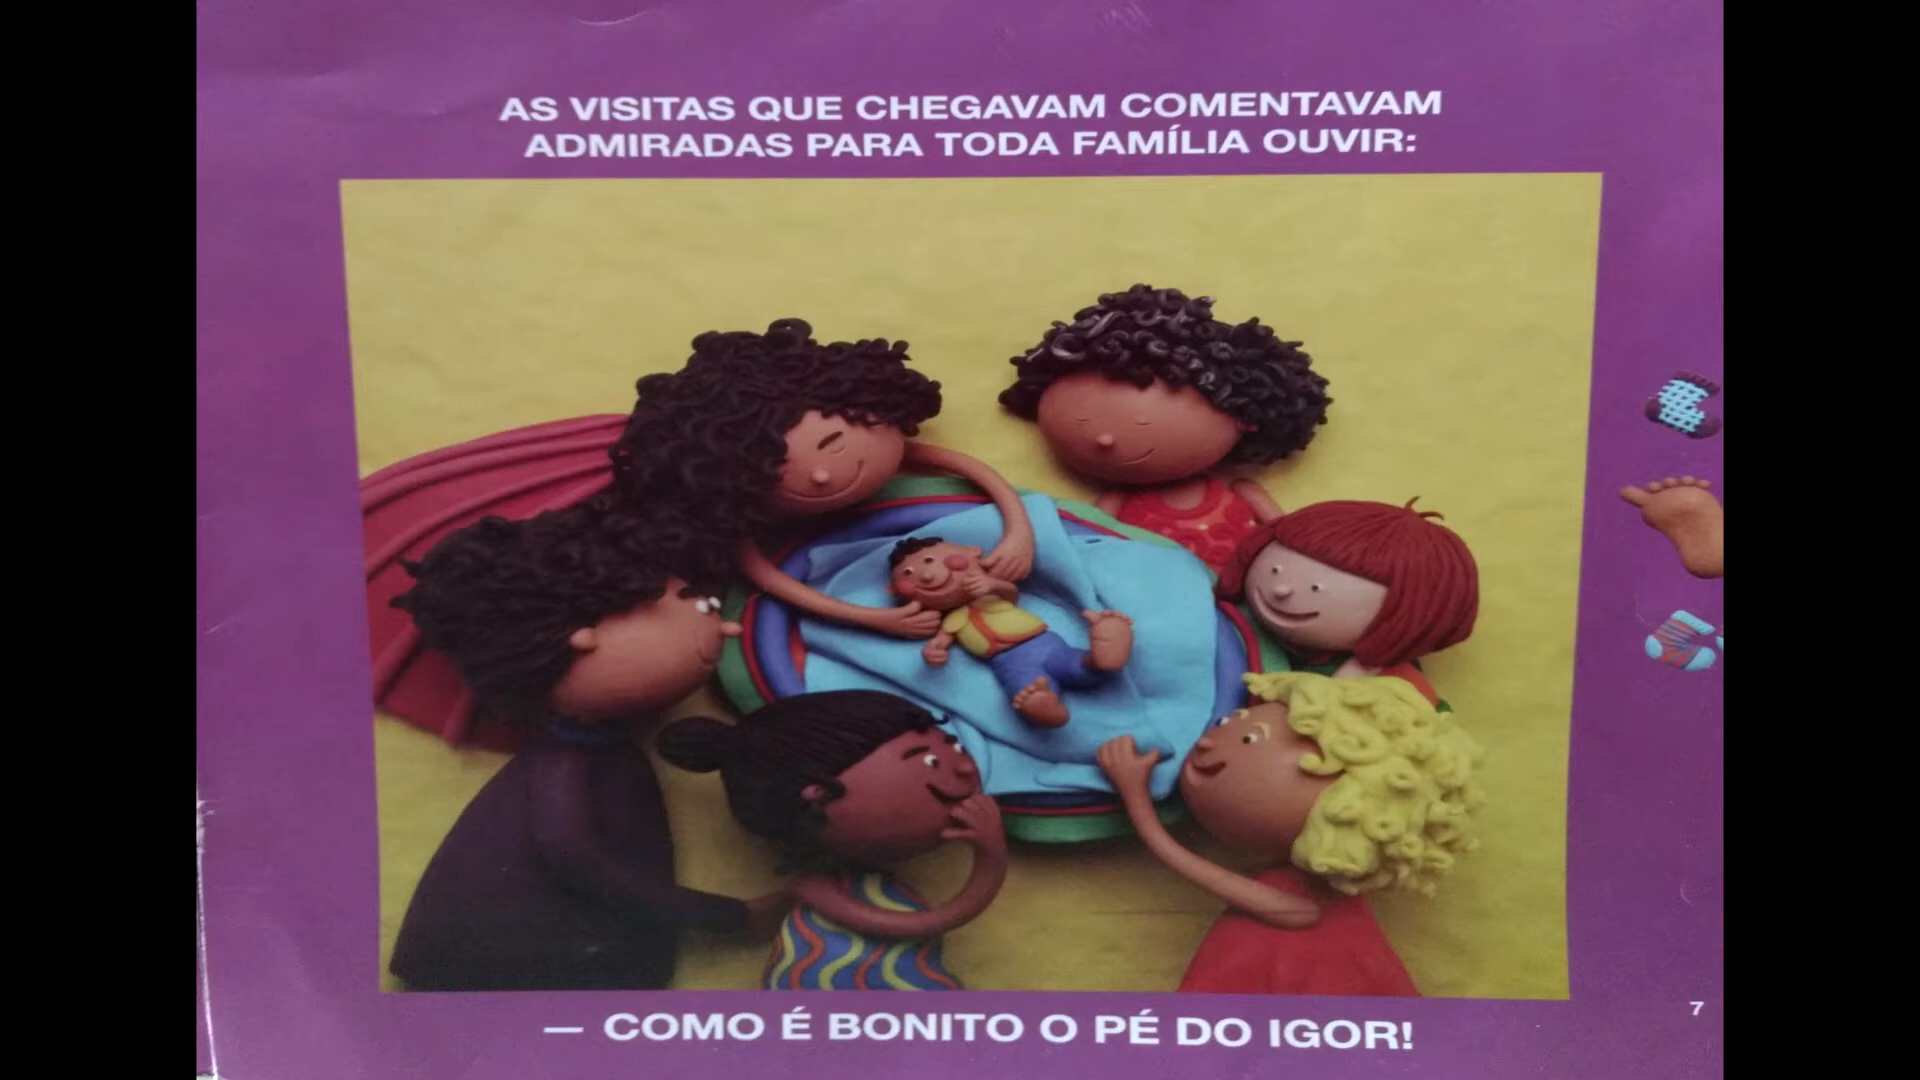 AS VISITAS QUE CHEGAVAM COMENTAVAM
ADMIRADAS PARA TODA FAMÍLIA OUVIR:
— COMO É BONITO O PÉ DO IGOR!
7